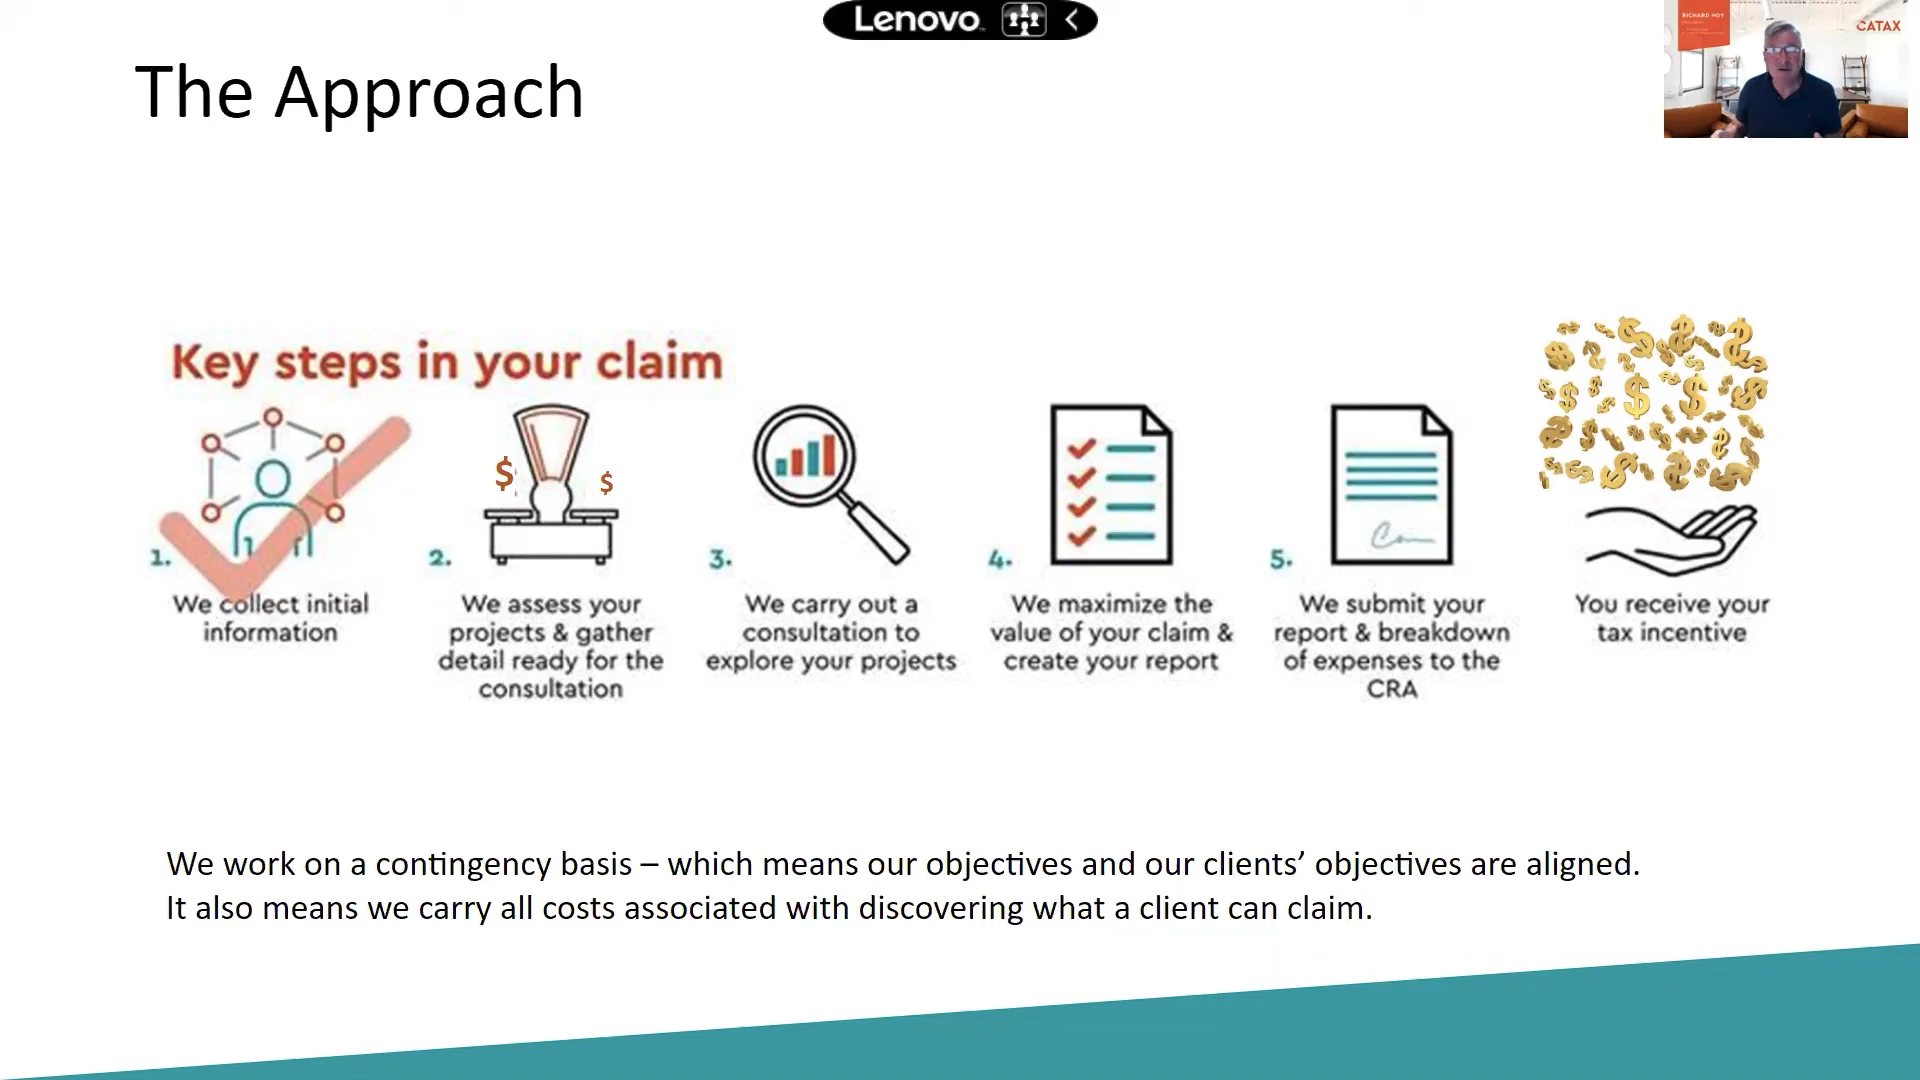 Lenovo
RICHARD HOY
CATAX
The Approach
Key steps in your claim
$
$
1.
We collect initial
information
2.
We assess your
projects & gather
detail ready for the
consultation
3.
We carry out a
consultation to
explore your projects
4.
We maximize the
value of your claim &
create your report
5.
We submit your
report & breakdown
of expenses to the
CRA
You receive your
tax incentive
We work on a contingency basis – which means our objectives and our clients’ objectives are aligned.
It also means we carry all costs associated with discovering what a client can claim.